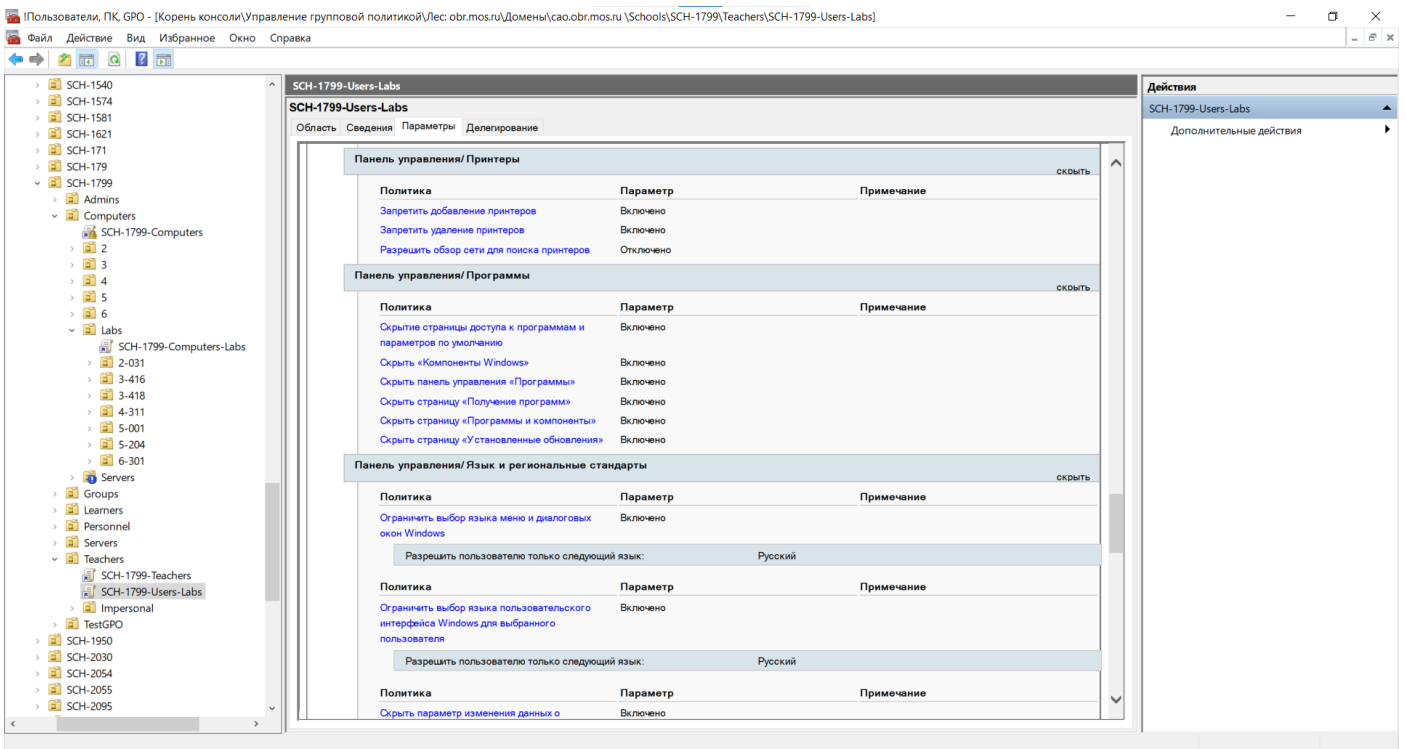 !Пользователи, ПК, GPO - [Корень консоли\Управление групповой политикой\Лес: obr.mos.ru\Домены\cao.obr.mos.ru \Schools\SCH-1799\Teachers\SCH-1799-Users-Labs]
Файл Действие Вид Избранное Окно Справка
SCH-1540
SCH-1574
SCH-1581
SCH-1621
SCH-171
SCH-179
SCH-1799
Admins
Computers
SCH-1799-Computers
2
3
4
5
6
Labs
SCH-1799-Computers-Labs
2-031
3-416
3-418
4-311
5-001
5-204
6-301
Servers
Groups
Learners
Personnel
Servers
Teachers
SCH-1799-Teachers
SCH-1799-Users-Labs
Impersonal
TestGPO
SCH-1950
SCH-2030
SCH-2054
SCH-2055
SCH-2095
SCH-1799-Users-Labs
SCH-1799-Users-Labs
Область Сведения Параметры Делегирование
Панель управления/Принтеры
скрыть
Политика Параметр Примечание
Запретить добавление принтеров Включено
Запретить удаление принтеров Включено
Разрешить обзор сети для поиска принтеров Отключено
Панель управления/Программы
скрыть
Политика Параметр Примечание
Скрытие страницы доступа к программам и Включено
параметров по умолчанию
Скрыть «Компоненты Windows» Включено
Скрыть панель управления «Программы» Включено
Скрыть страницу «Получение программ» Включено
Скрыть страницу «Программы и компоненты» Включено
Скрыть страницу «Установленные обновления» Включено
Панель управления/Язык и региональные стандарты
скрыть
Политика Параметр Примечание
Ограничить выбор языка меню и диалоговых Включено
окон Windows
Разрешить пользователю только следующий язык: Русский
Политика Параметр Примечание
Ограничить выбор языка пользовательского Включено
интерфейса Windows для выбранного
пользователя
Разрешить пользователю только следующий язык: Русский
Политика Параметр Примечание
Скрыть параметр изменения данных о Включено
Действия
SCH-1799-Users-Labs
Дополнительные действия